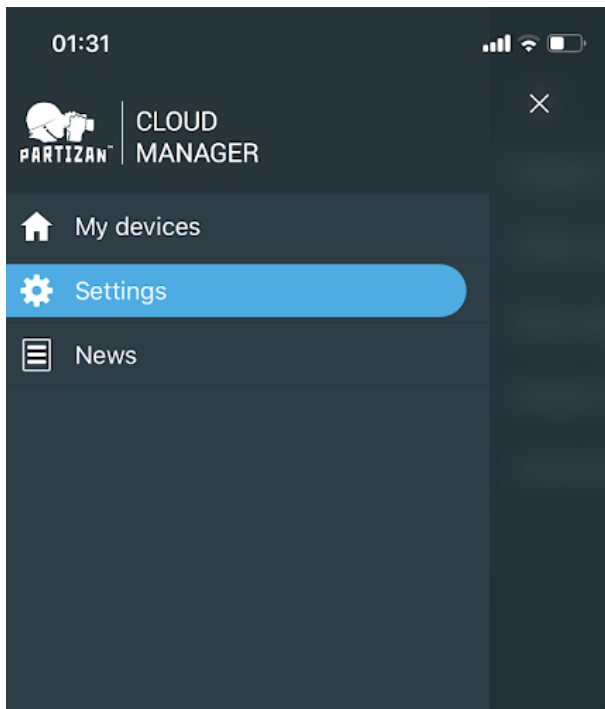 01:31
PARTIZAN™
CLOUD
MANAGER
My devices
Settings
News